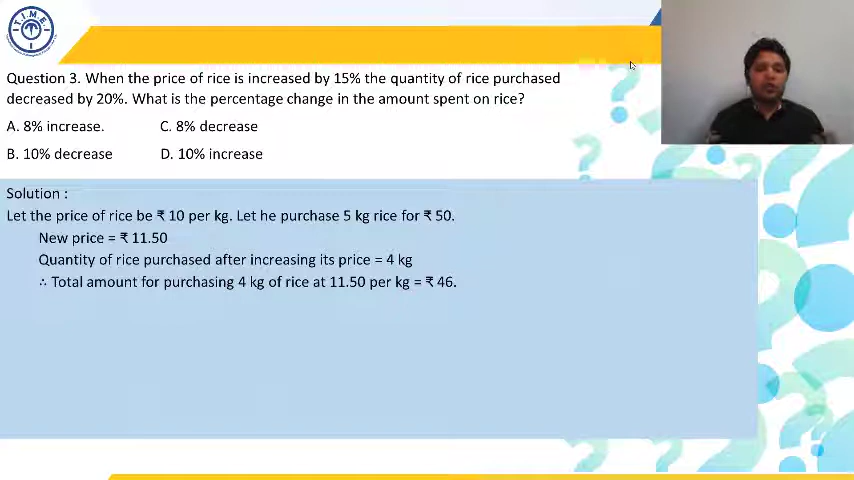 T.I.M.E.
Question 3. When the price of rice is increased by 15% the quantity of rice purchased
decreased by 20%. What is the percentage change in the amount spent on rice?
A. 8% increase. C. 8% decrease
B. 10% decrease D. 10% increase
Solution :
Let the price of rice be ₹ 10 per kg. Let he purchase 5 kg rice for ₹ 50.
New price = ₹ 11.50
Quantity of rice purchased after increasing its price = 4 kg
∴ Total amount for purchasing 4 kg of rice at 11.50 per kg = ₹ 46.